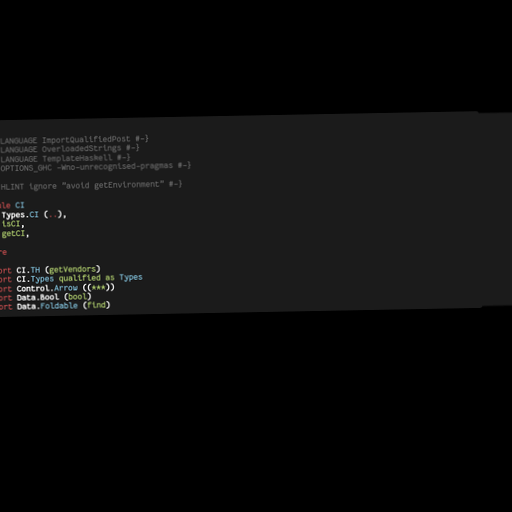 LANGUAGE ImportQualifiedPost #-}
LANGUAGE OverloadedStrings #-}
LANGUAGE TemplateHaskell #-}
OPTIONS_GHC -Wno-unrecognised-pragmas #-}
HLINT ignore "avoid getEnvironment" #-}
le CI
Types.CI (..),
isCI,
getCI,
re
ort CI.TH (getVendors)
ort CI.Types qualified as Types
ort Control.Arrow ((***))
ort Data.Bool (bool)
ort Data.Foldable (find)